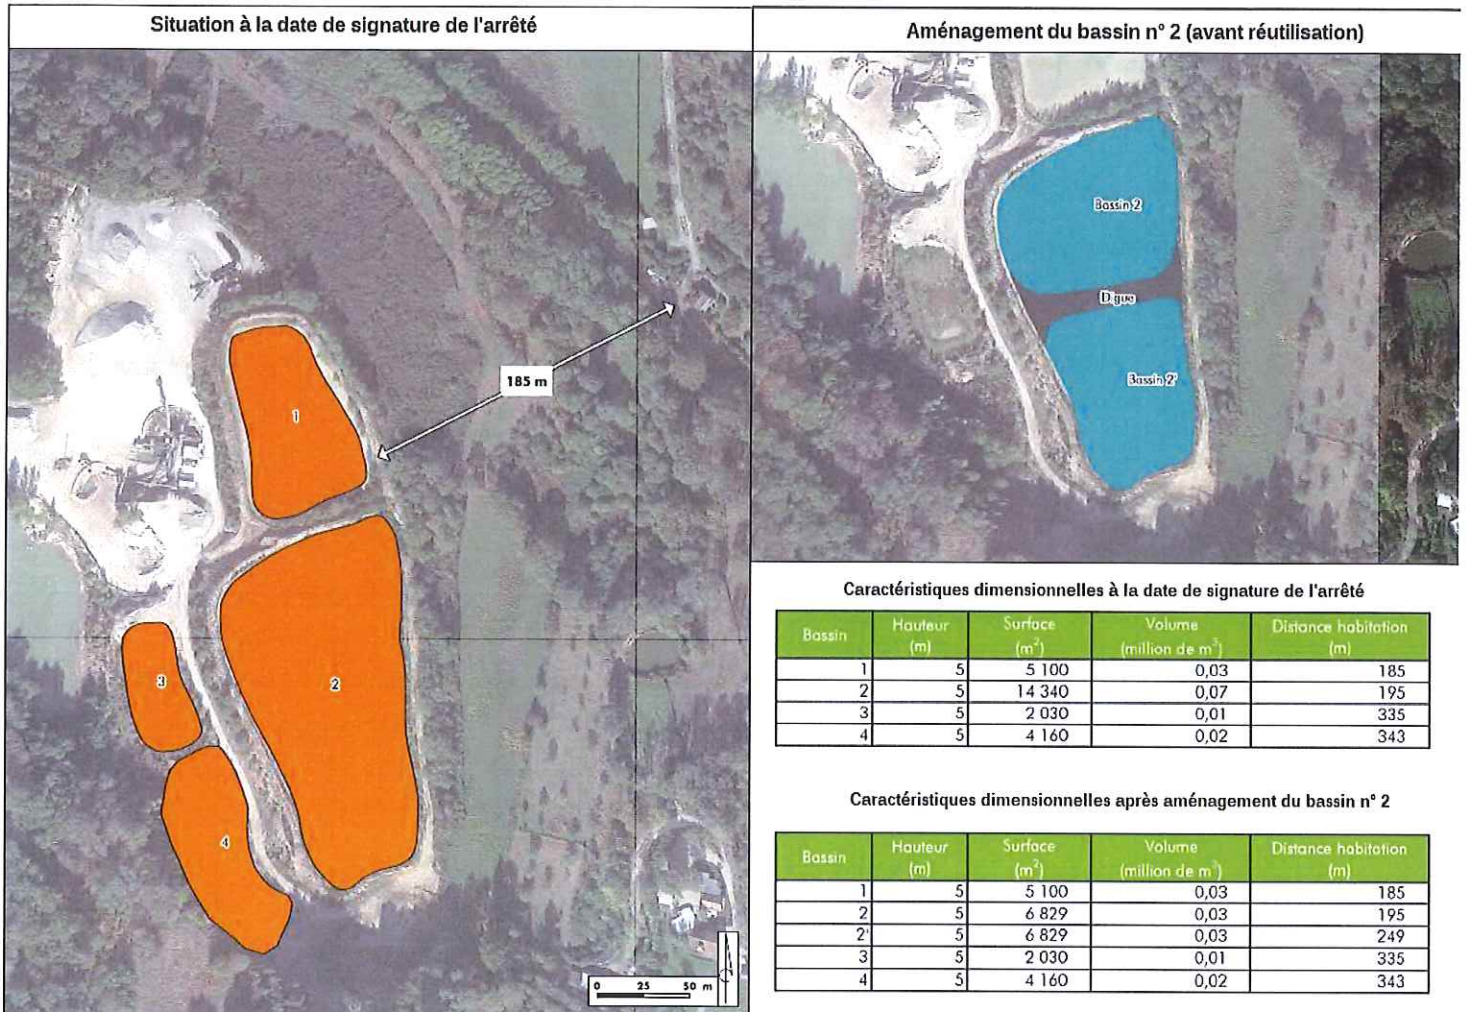 Situation à la date de signature de l'arrêté
1
185 m
2
3
4
0 25 50 m
Aménagement du bassin n° 2 (avant réutilisation)
Bassin 2
Digue
Bassin 2'
Caractéristiques dimensionnelles à la date de signature de l'arrêté
Bassin Hauteur (m) Surface (m²) Volume (million de m³) Distance habitation (m)
1 5 5 100 0,03 185
2 5 14 340 0,07 195
3 5 2 030 0,01 335
4 5 4 160 0,02 343
Caractéristiques dimensionnelles après aménagement du bassin n° 2
Bassin Hauteur (m) Surface (m²) Volume (million de m³) Distance habitation (m)
1 5 5 100 0,03 185
2 5 6 829 0,03 195
2' 5 6 829 0,03 249
3 5 2 030 0,01 335
4 5 4 160 0,02 343